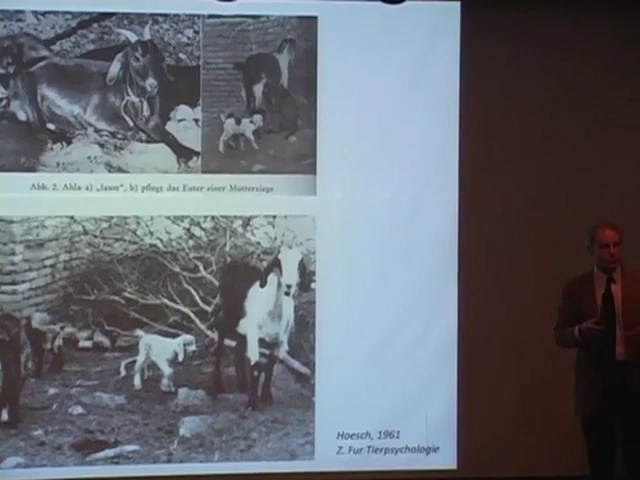 Abb. 2. Ahla a) „laust“, b) pflegt das Euter einer Mutterziege
Hoesch, 1961
Z. Fur Tierpsychologie